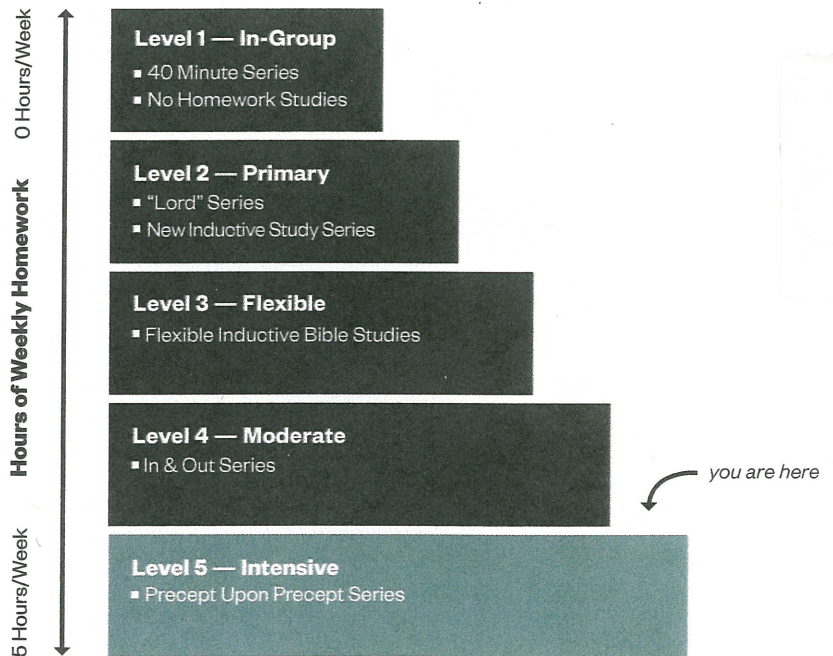 0 Hours/Week
Hours of Weekly Homework
5 Hours/Week
Level 1 — In-Group
▪ 40 Minute Series
▪ No Homework Studies
Level 2 — Primary
▪ “Lord” Series
▪ New Inductive Study Series
Level 3 — Flexible
▪ Flexible Inductive Bible Studies
Level 4 — Moderate
▪ In & Out Series
you are here
Level 5 — Intensive
▪ Precept Upon Precept Series